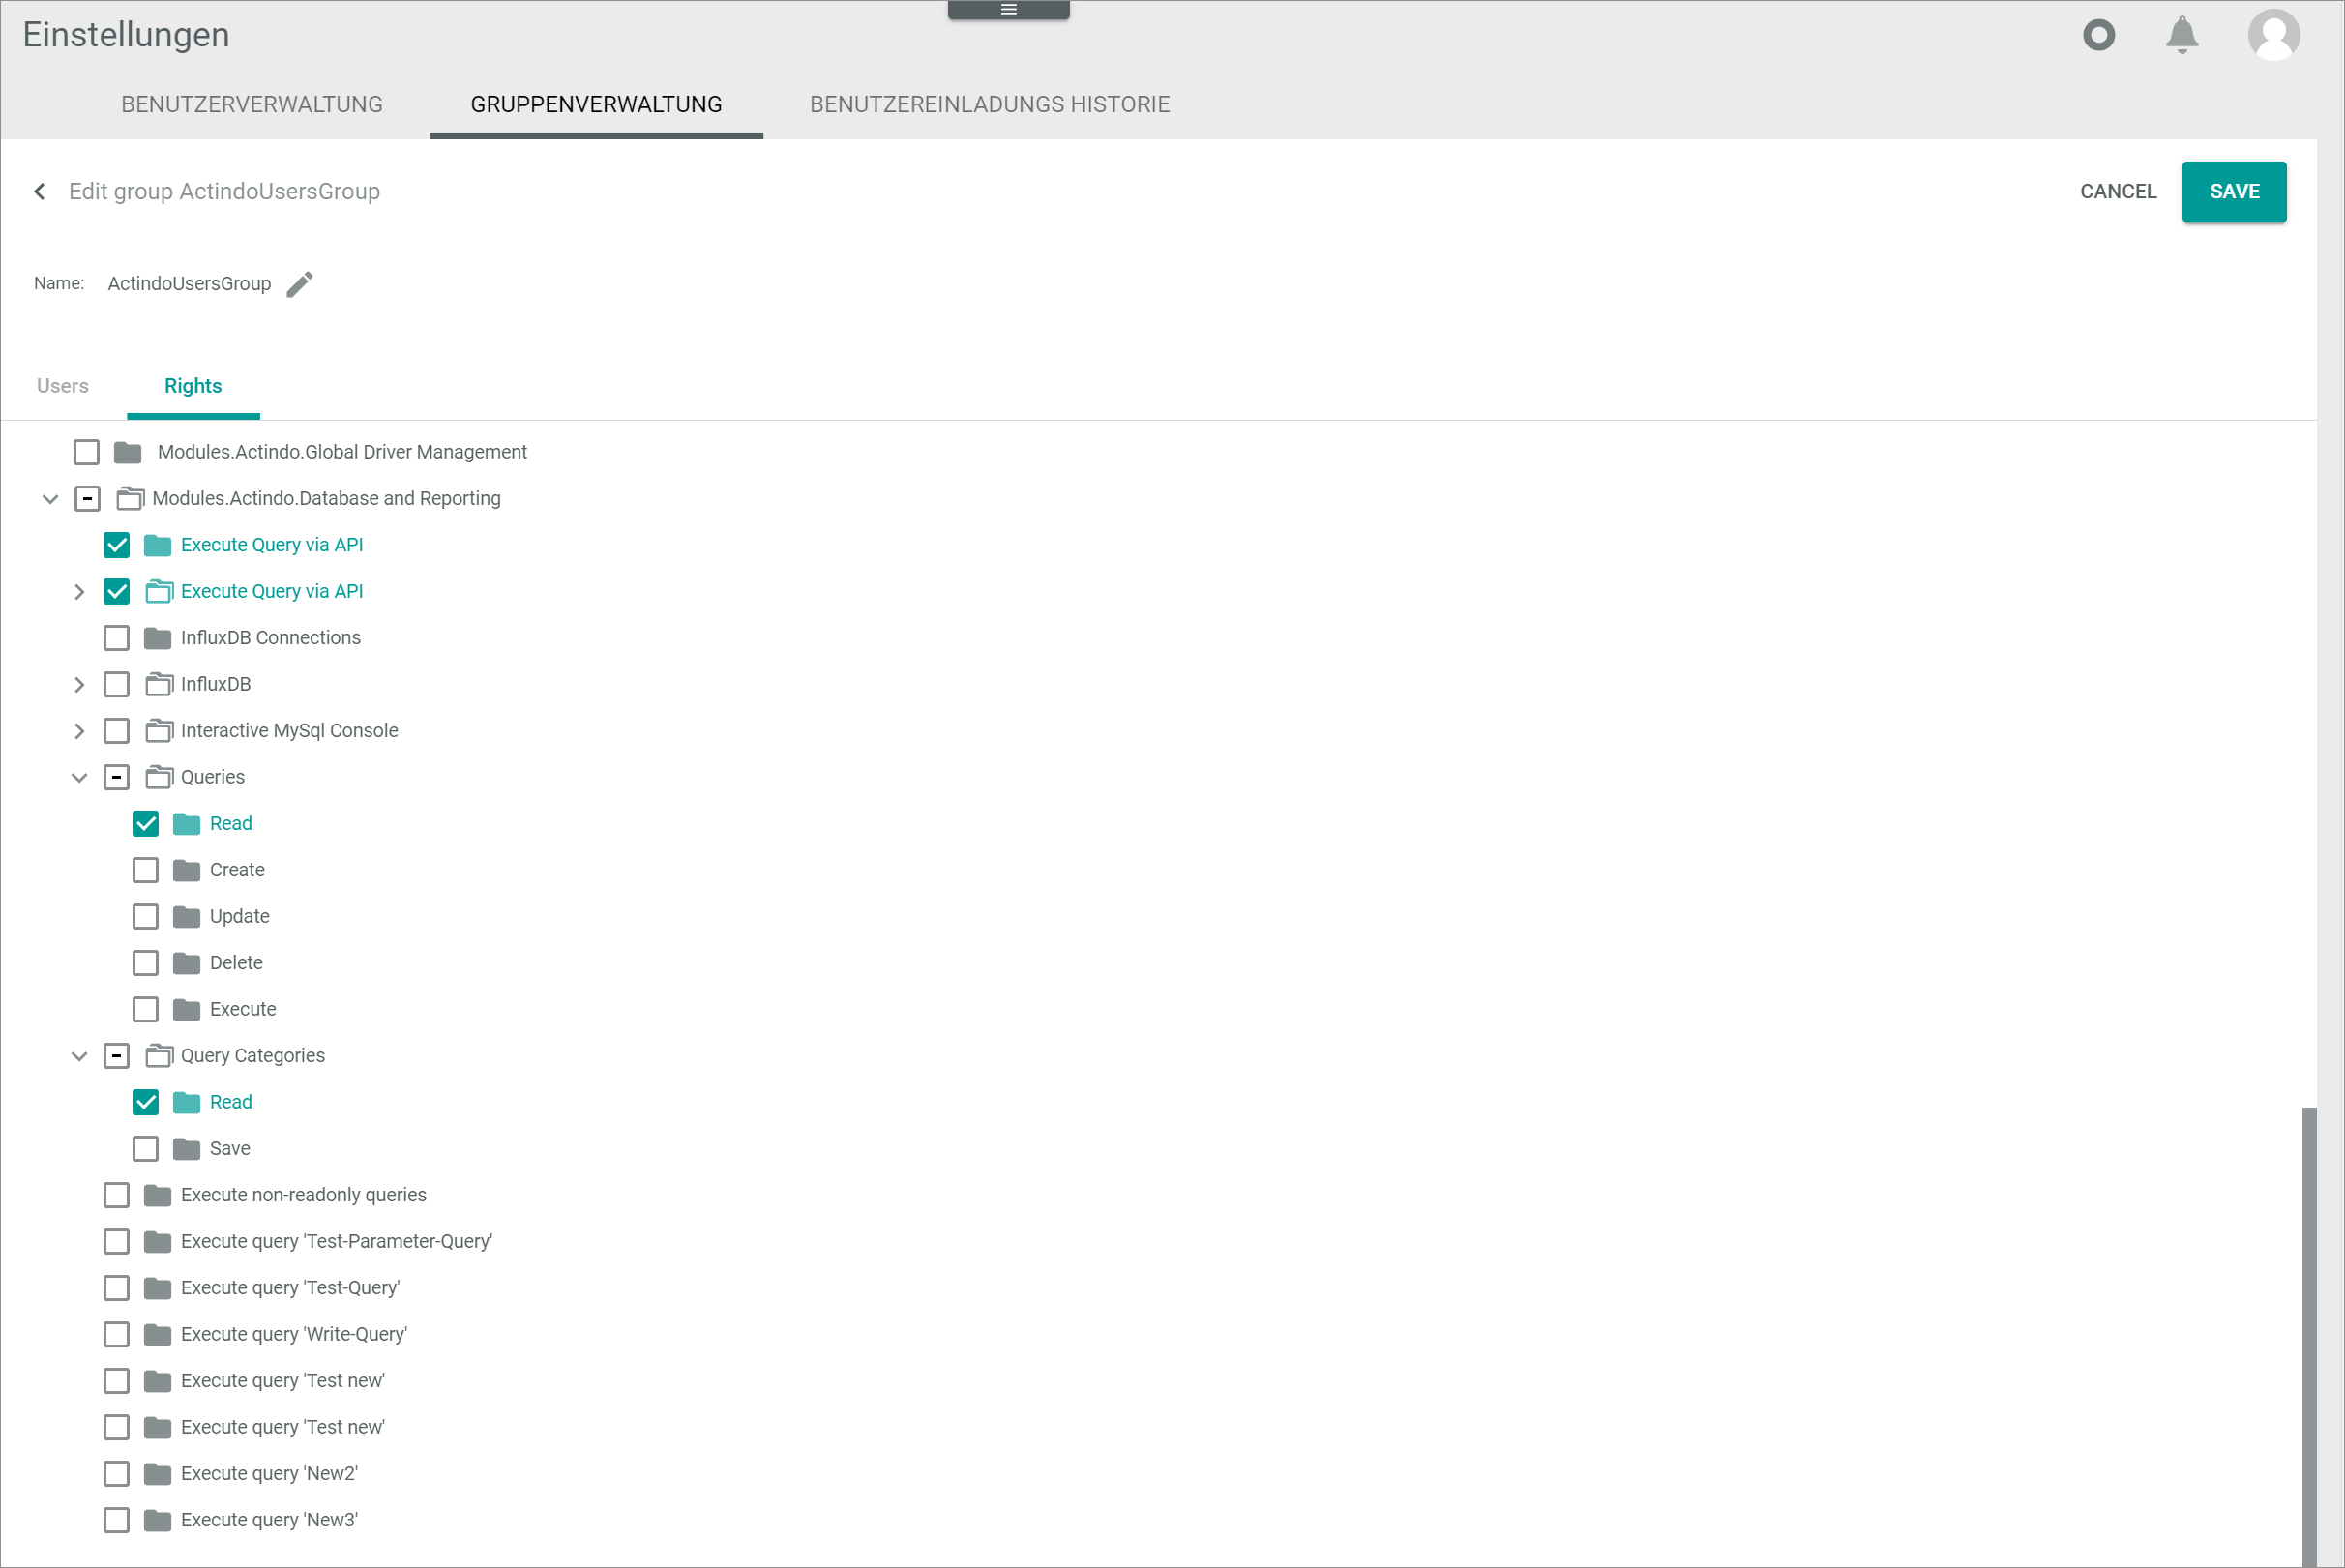 Einstellungen
BENUTZERVERWALTUNG GRUPPENVERWALTUNG BENUTZEREINLADUNGS HISTORIE
Edit group ActindoUsersGroup CANCEL SAVE
Name: ActindoUsersGroup
Users Rights
Modules.Actindo.Global Driver Management
Modules.Actindo.Database and Reporting
Execute Query via API
Execute Query via API
InfluxDB Connections
InfluxDB
Interactive MySql Console
Queries
Read
Create
Update
Delete
Execute
Query Categories
Read
Save
Execute non-readonly queries
Execute query 'Test-Parameter-Query'
Execute query 'Test-Query'
Execute query 'Write-Query'
Execute query 'Test new'
Execute query 'Test new'
Execute query 'New2'
Execute query 'New3'